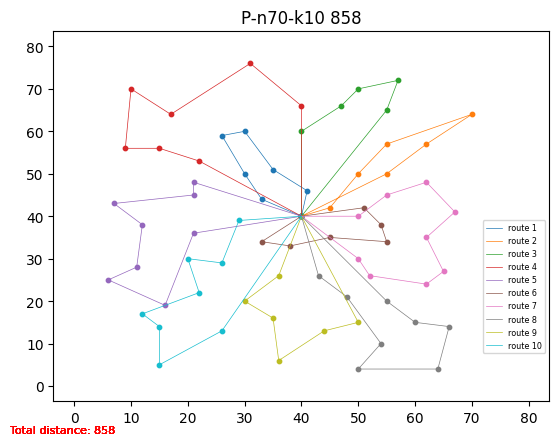 P-n70-k10 858
80
70
60
50
40
30
20
10
0
route 1
route 2
route 3
route 4
route 5
route 6
route 7
route 8
route 9
route 10
0 10 20 30 40 50 60 70 80
Total distance: 858